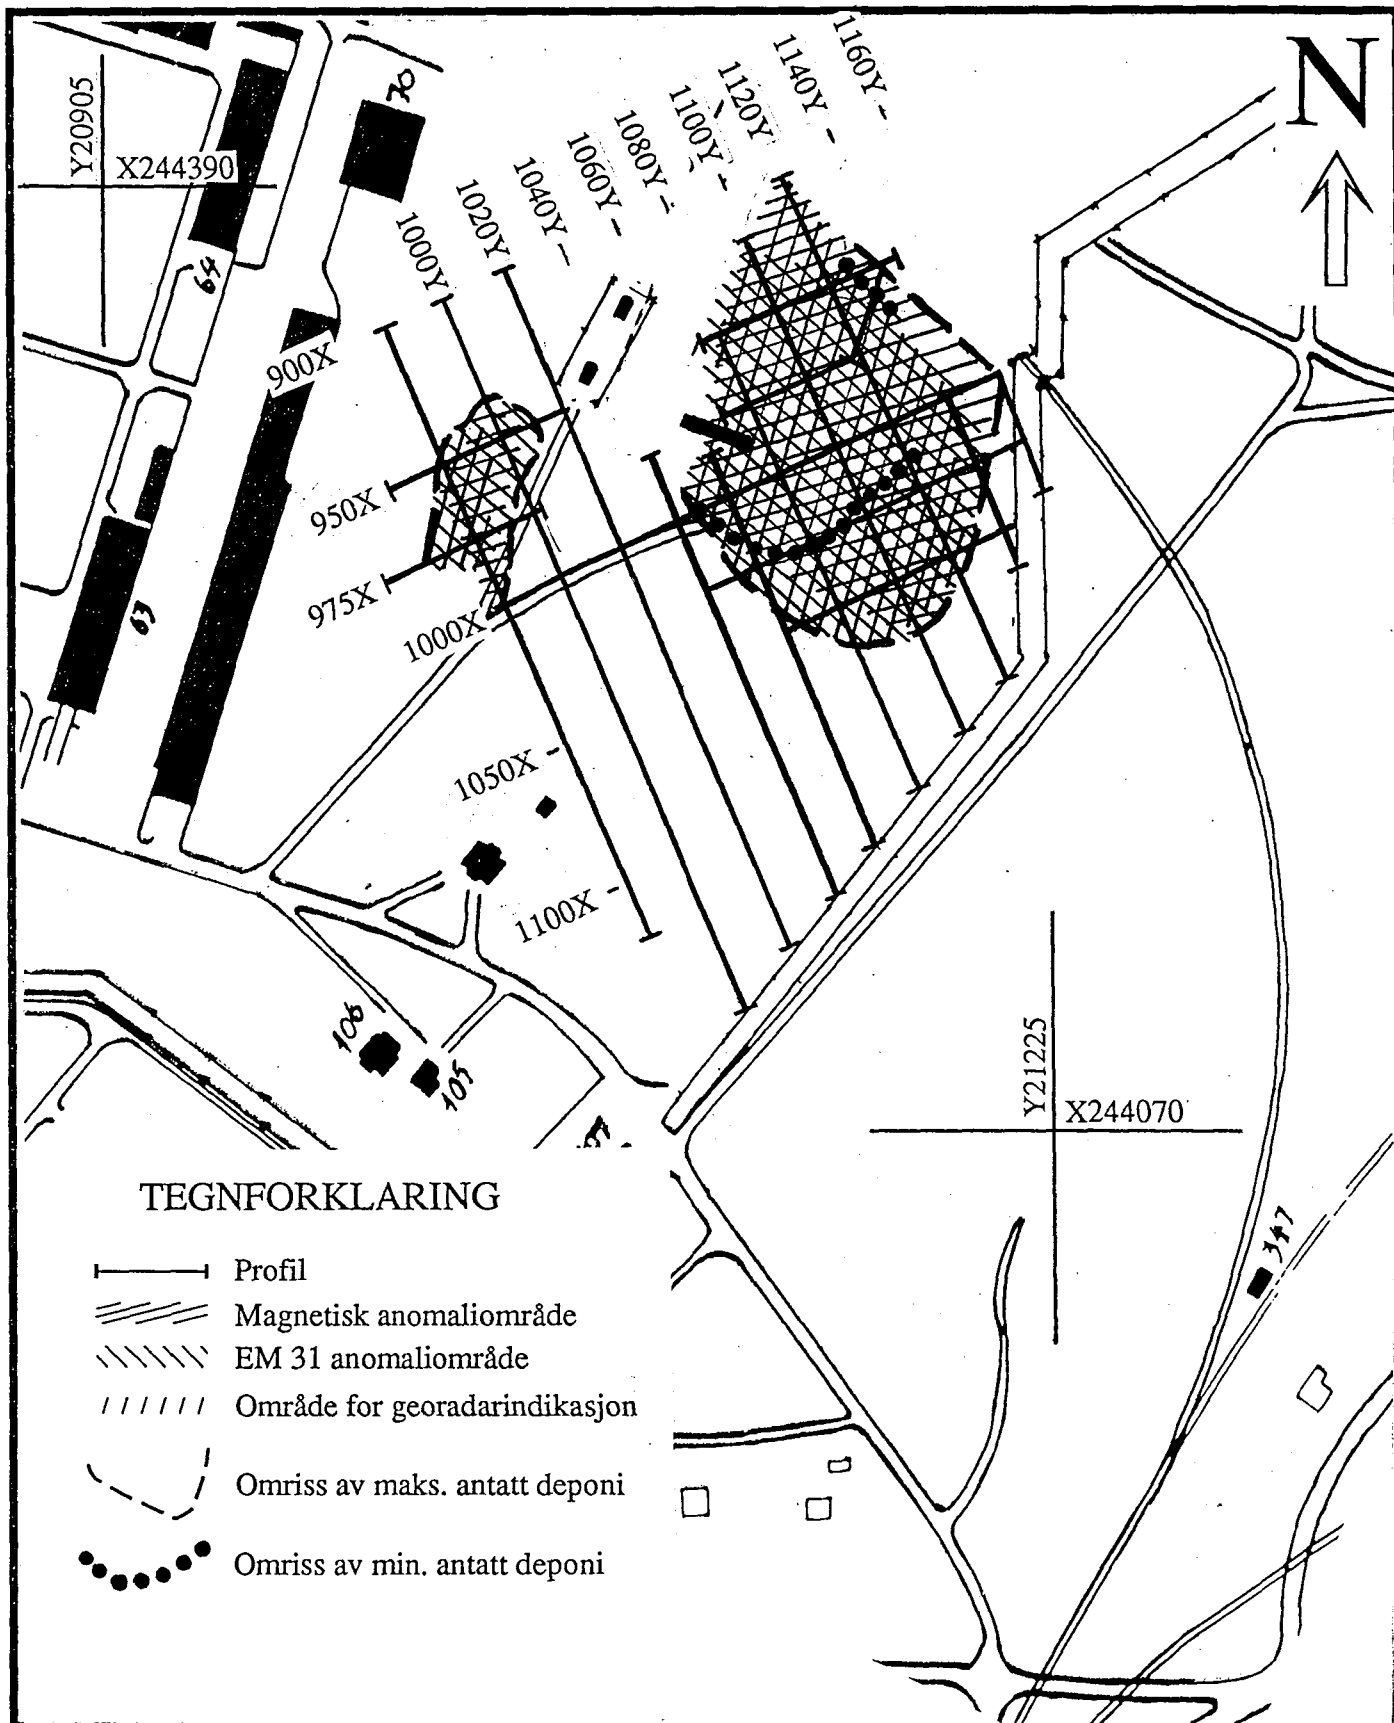 1160Y
1140Y
1120Y
1100Y
1080Y
1060Y
1040Y
1020Y
1000Y
N
70
Y20905
X244390
64
900X
950X
975X
1000X
63
1050X
1100X
106
105
Y21225
X244070
347
TEGNFORKLARING
Profil
Magnetisk anomaliområde
EM 31 anomaliområde
Område for georadarindikasjon
Omriss av maks. antatt deponi
Omriss av min. antatt deponi